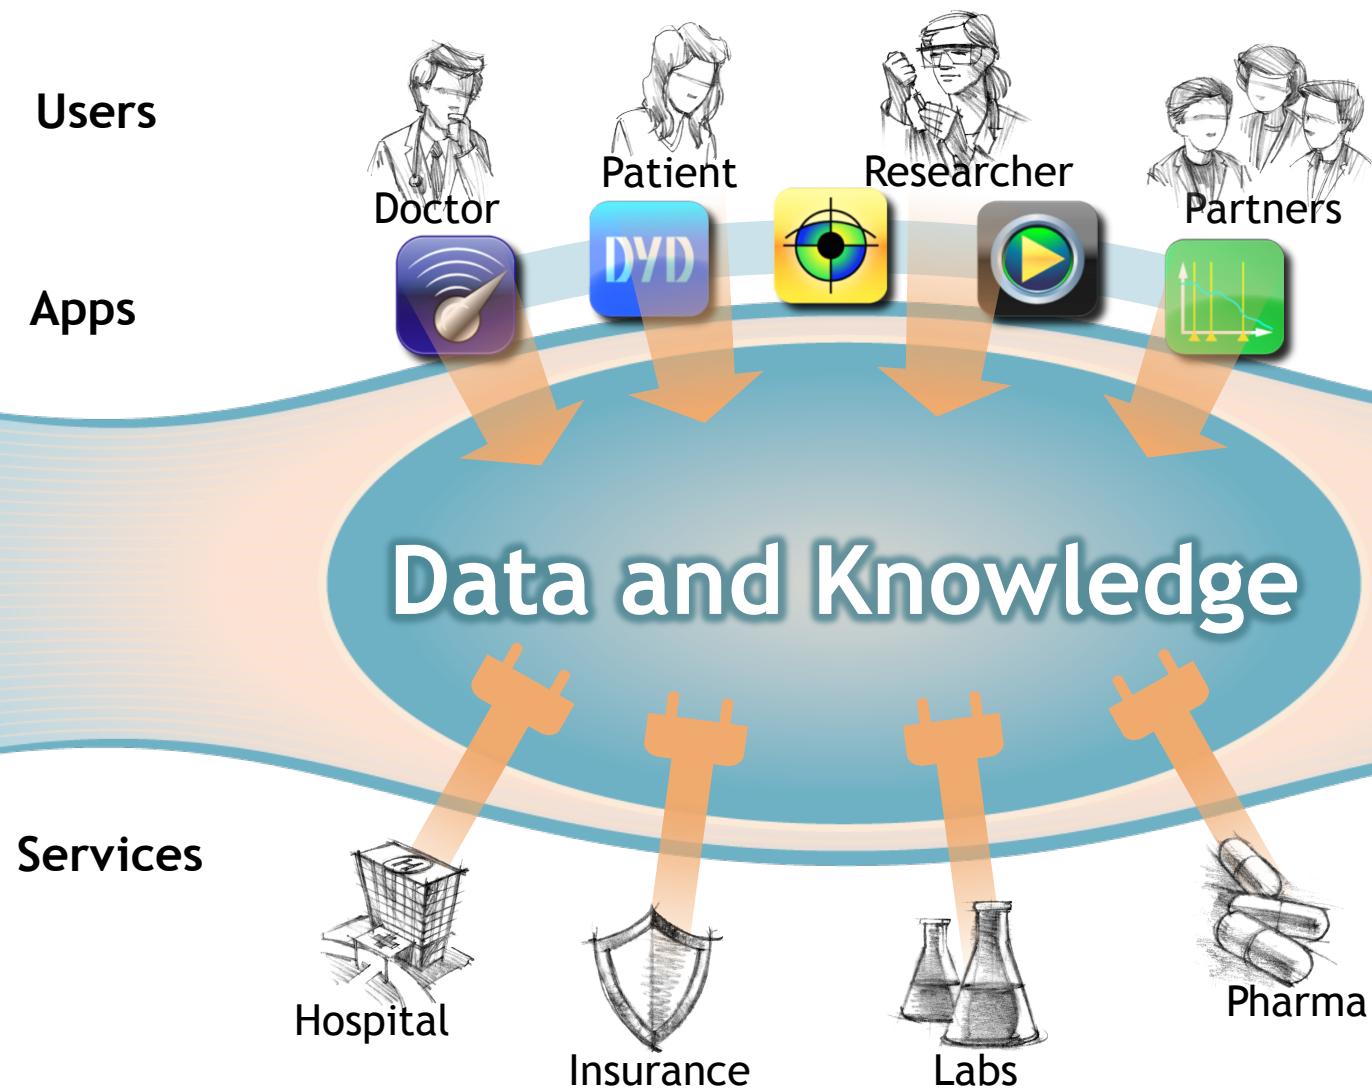 Users
Doctor
Patient
Researcher
Partners
Apps
DYD
Data and Knowledge
Services
Hospital
Insurance
Labs
Pharma